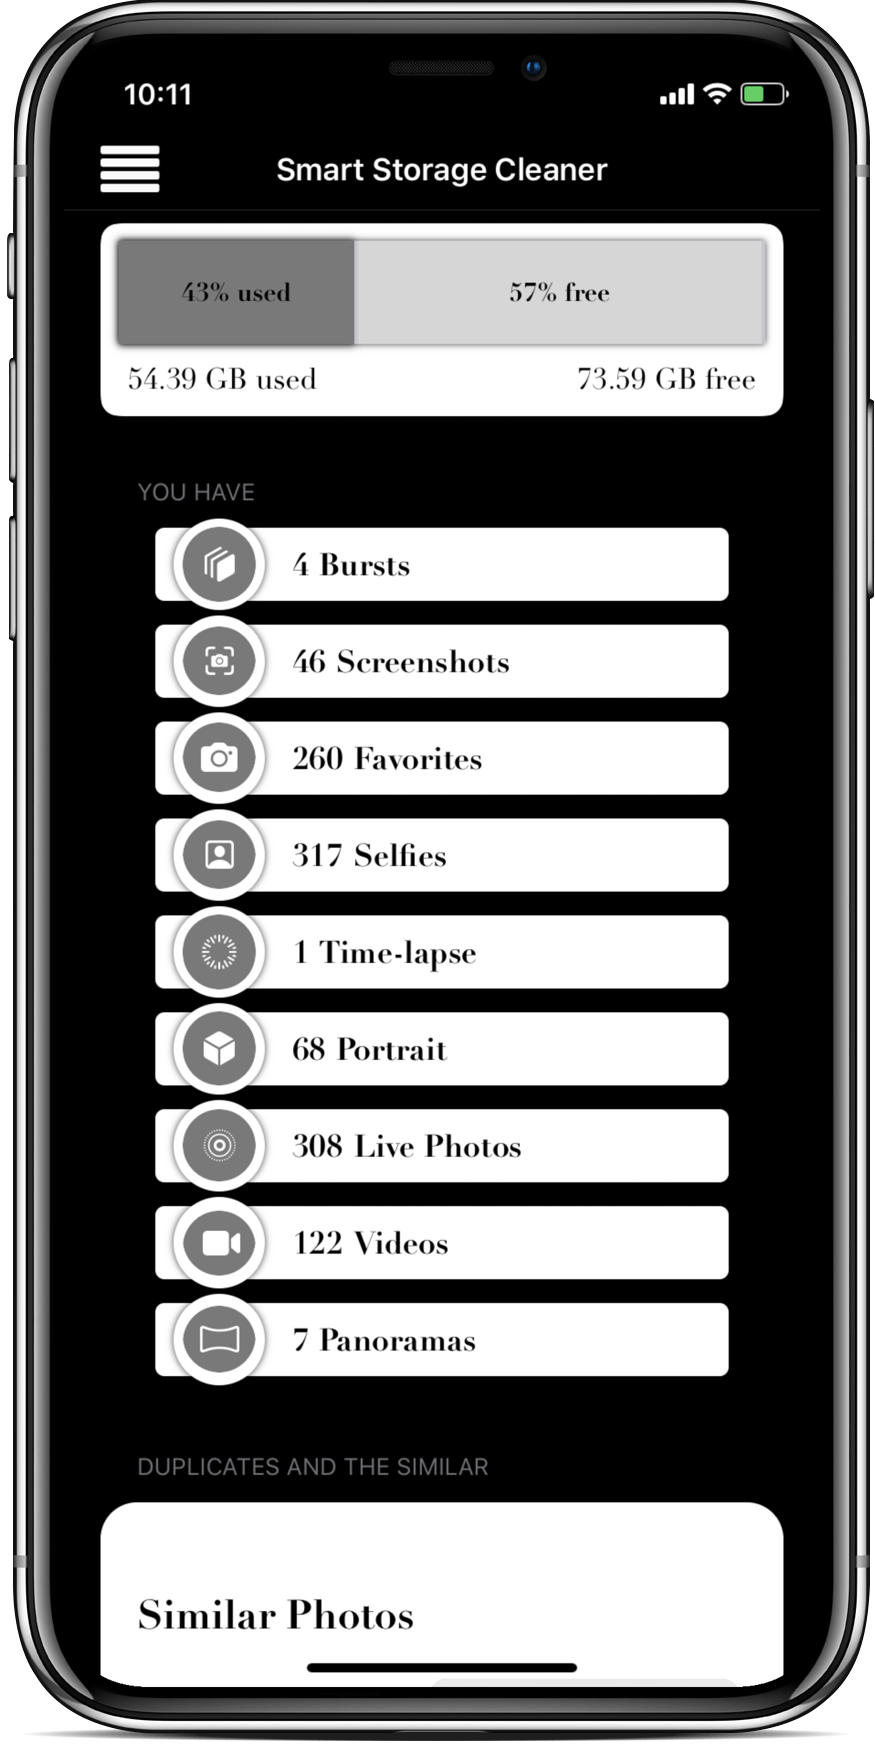 10:11
Smart Storage Cleaner
43% used 57% free
54.39 GB used 73.59 GB free
YOU HAVE
4 Bursts
46 Screenshots
260 Favorites
317 Selfies
1 Time-lapse
68 Portrait
308 Live Photos
122 Videos
7 Panoramas
DUPLICATES AND THE SIMILAR
Similar Photos